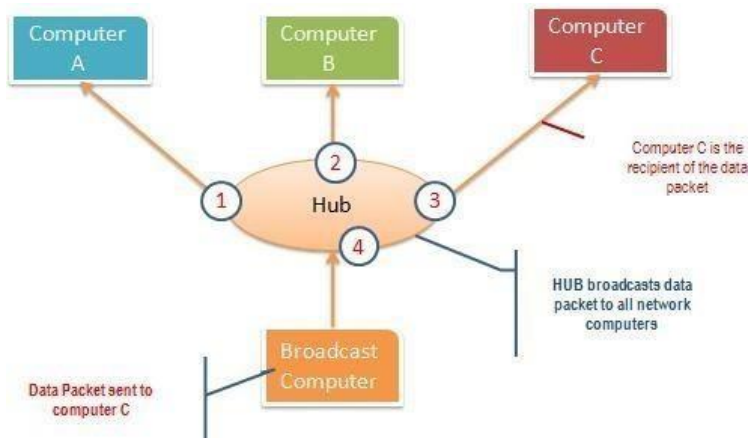 Computer
A
Computer
B
Computer
C
Computer C is the
recipient of the data
packet
1
2
3
Hub
4
HUB broadcasts data
packet to all network
computers
Broadcast
Computer
Data Packet sent to
computer C